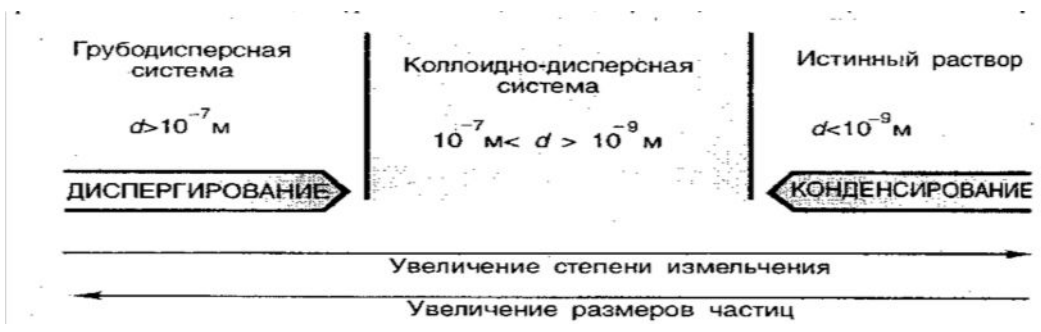 Грубодисперсная
система
d>10⁻⁷м
Коллоидно-дисперсная
система
10⁻⁷м< d > 10⁻⁹ м
Истинный раствор
d<10⁻⁹м
ДИСПЕРГИРОВАНИЕ
КОНДЕНСИРОВАНИЕ
Увеличение степени измельчения
Увеличение размеров частиц